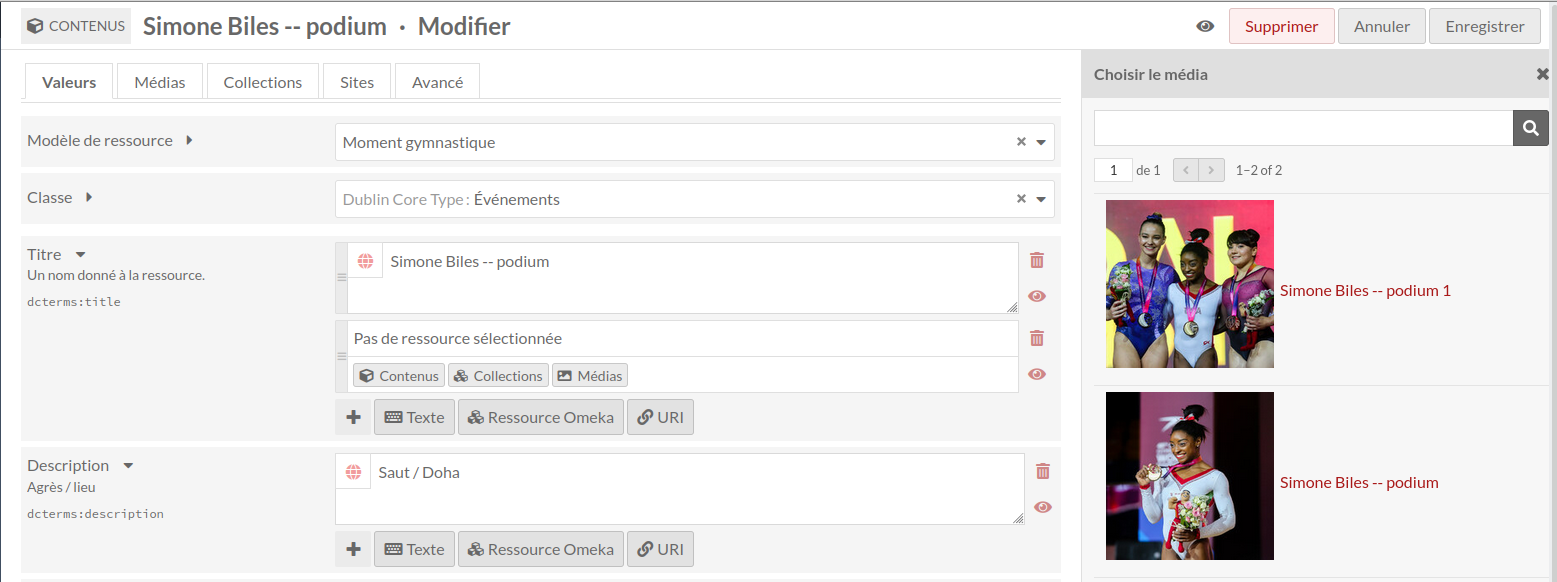 CONTENUS Simone Biles -- podium · Modifier
Supprimer Annuler Enregistrer
Valeurs Médias Collections Sites Avancé
Modèle de ressource
Moment gymnastique
Classe
Dublin Core Type : Événements
Titre
Un nom donné à la ressource.
dcterms:title
Simone Biles -- podium
Pas de ressource sélectionnée
Contenus Collections Médias
Texte Ressource Omeka URI
Description
Agrès / lieu
dcterms:description
Saut / Doha
Texte Ressource Omeka URI
Choisir le média
1 de 1 1–2 of 2
Simone Biles -- podium 1
Simone Biles -- podium